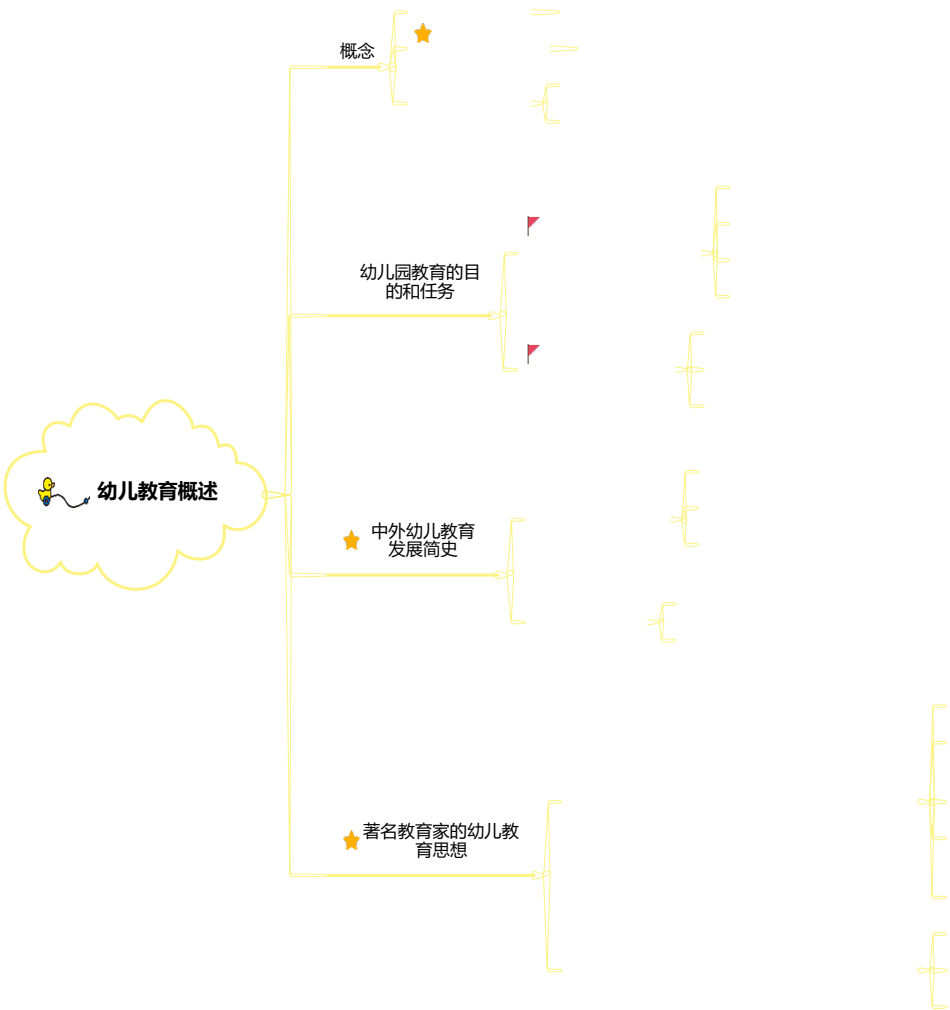 概念
幼儿园教育的目
的和任务
幼儿教育概述
中外幼儿教育
发展简史
著名教育家的幼儿教
育思想